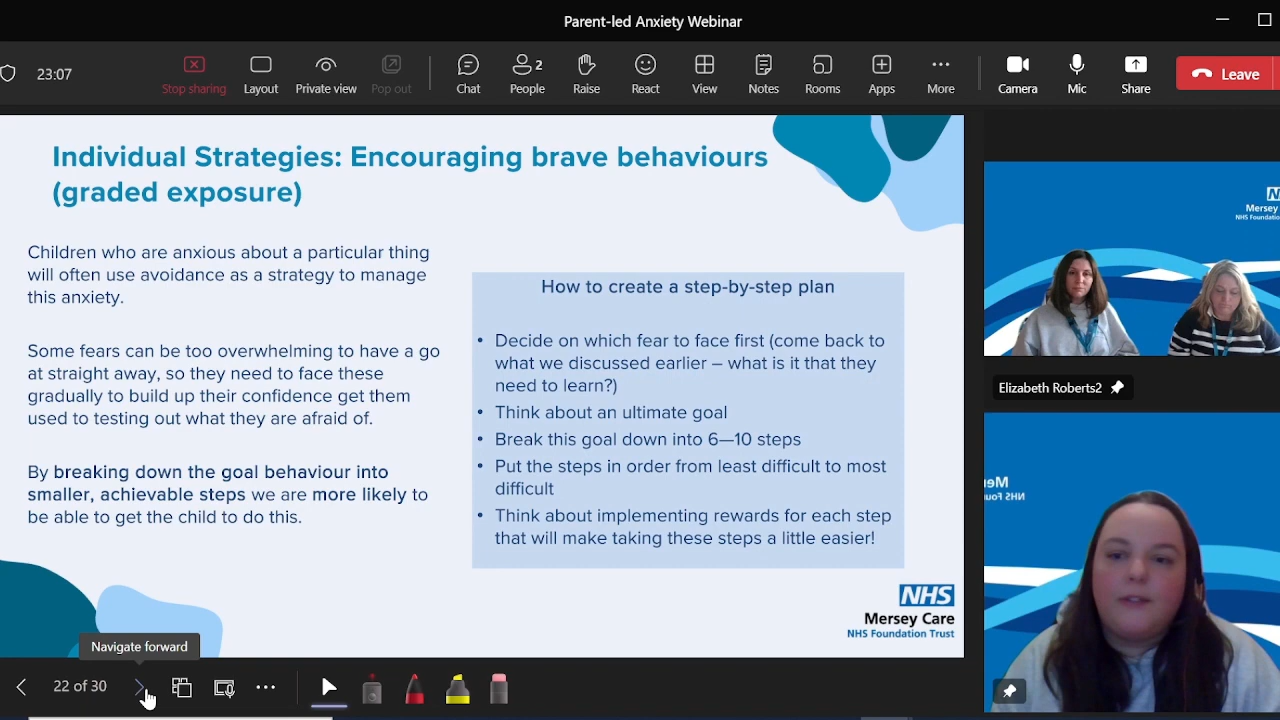 Parent-led Anxiety Webinar
23:07
Stop sharing
Layout
Private view
Pop out
Chat
2
People
Raise
React
View
Notes
Rooms
Apps
More
Camera
Mic
Share
Leave
Individual Strategies: Encouraging brave behaviours
(graded exposure)
Children who are anxious about a particular thing
will often use avoidance as a strategy to manage
this anxiety.
Some fears can be too overwhelming to have a go
at straight away, so they need to face these
gradually to build up their confidence get them
used to testing out what they are afraid of.
By breaking down the goal behaviour into
smaller, achievable steps we are more likely to
be able to get the child to do this.
How to create a step-by-step plan
• Decide on which fear to face first (come back to
what we discussed earlier – what is it that they
need to learn?)
• Think about an ultimate goal
• Break this goal down into 6—10 steps
• Put the steps in order from least difficult to most
difficult
• Think about implementing rewards for each step
that will make taking these steps a little easier!
NHS
Mersey Care
NHS Foundation Trust
Mersey
Elizabeth Roberts2
Navigate forward
22 of 30